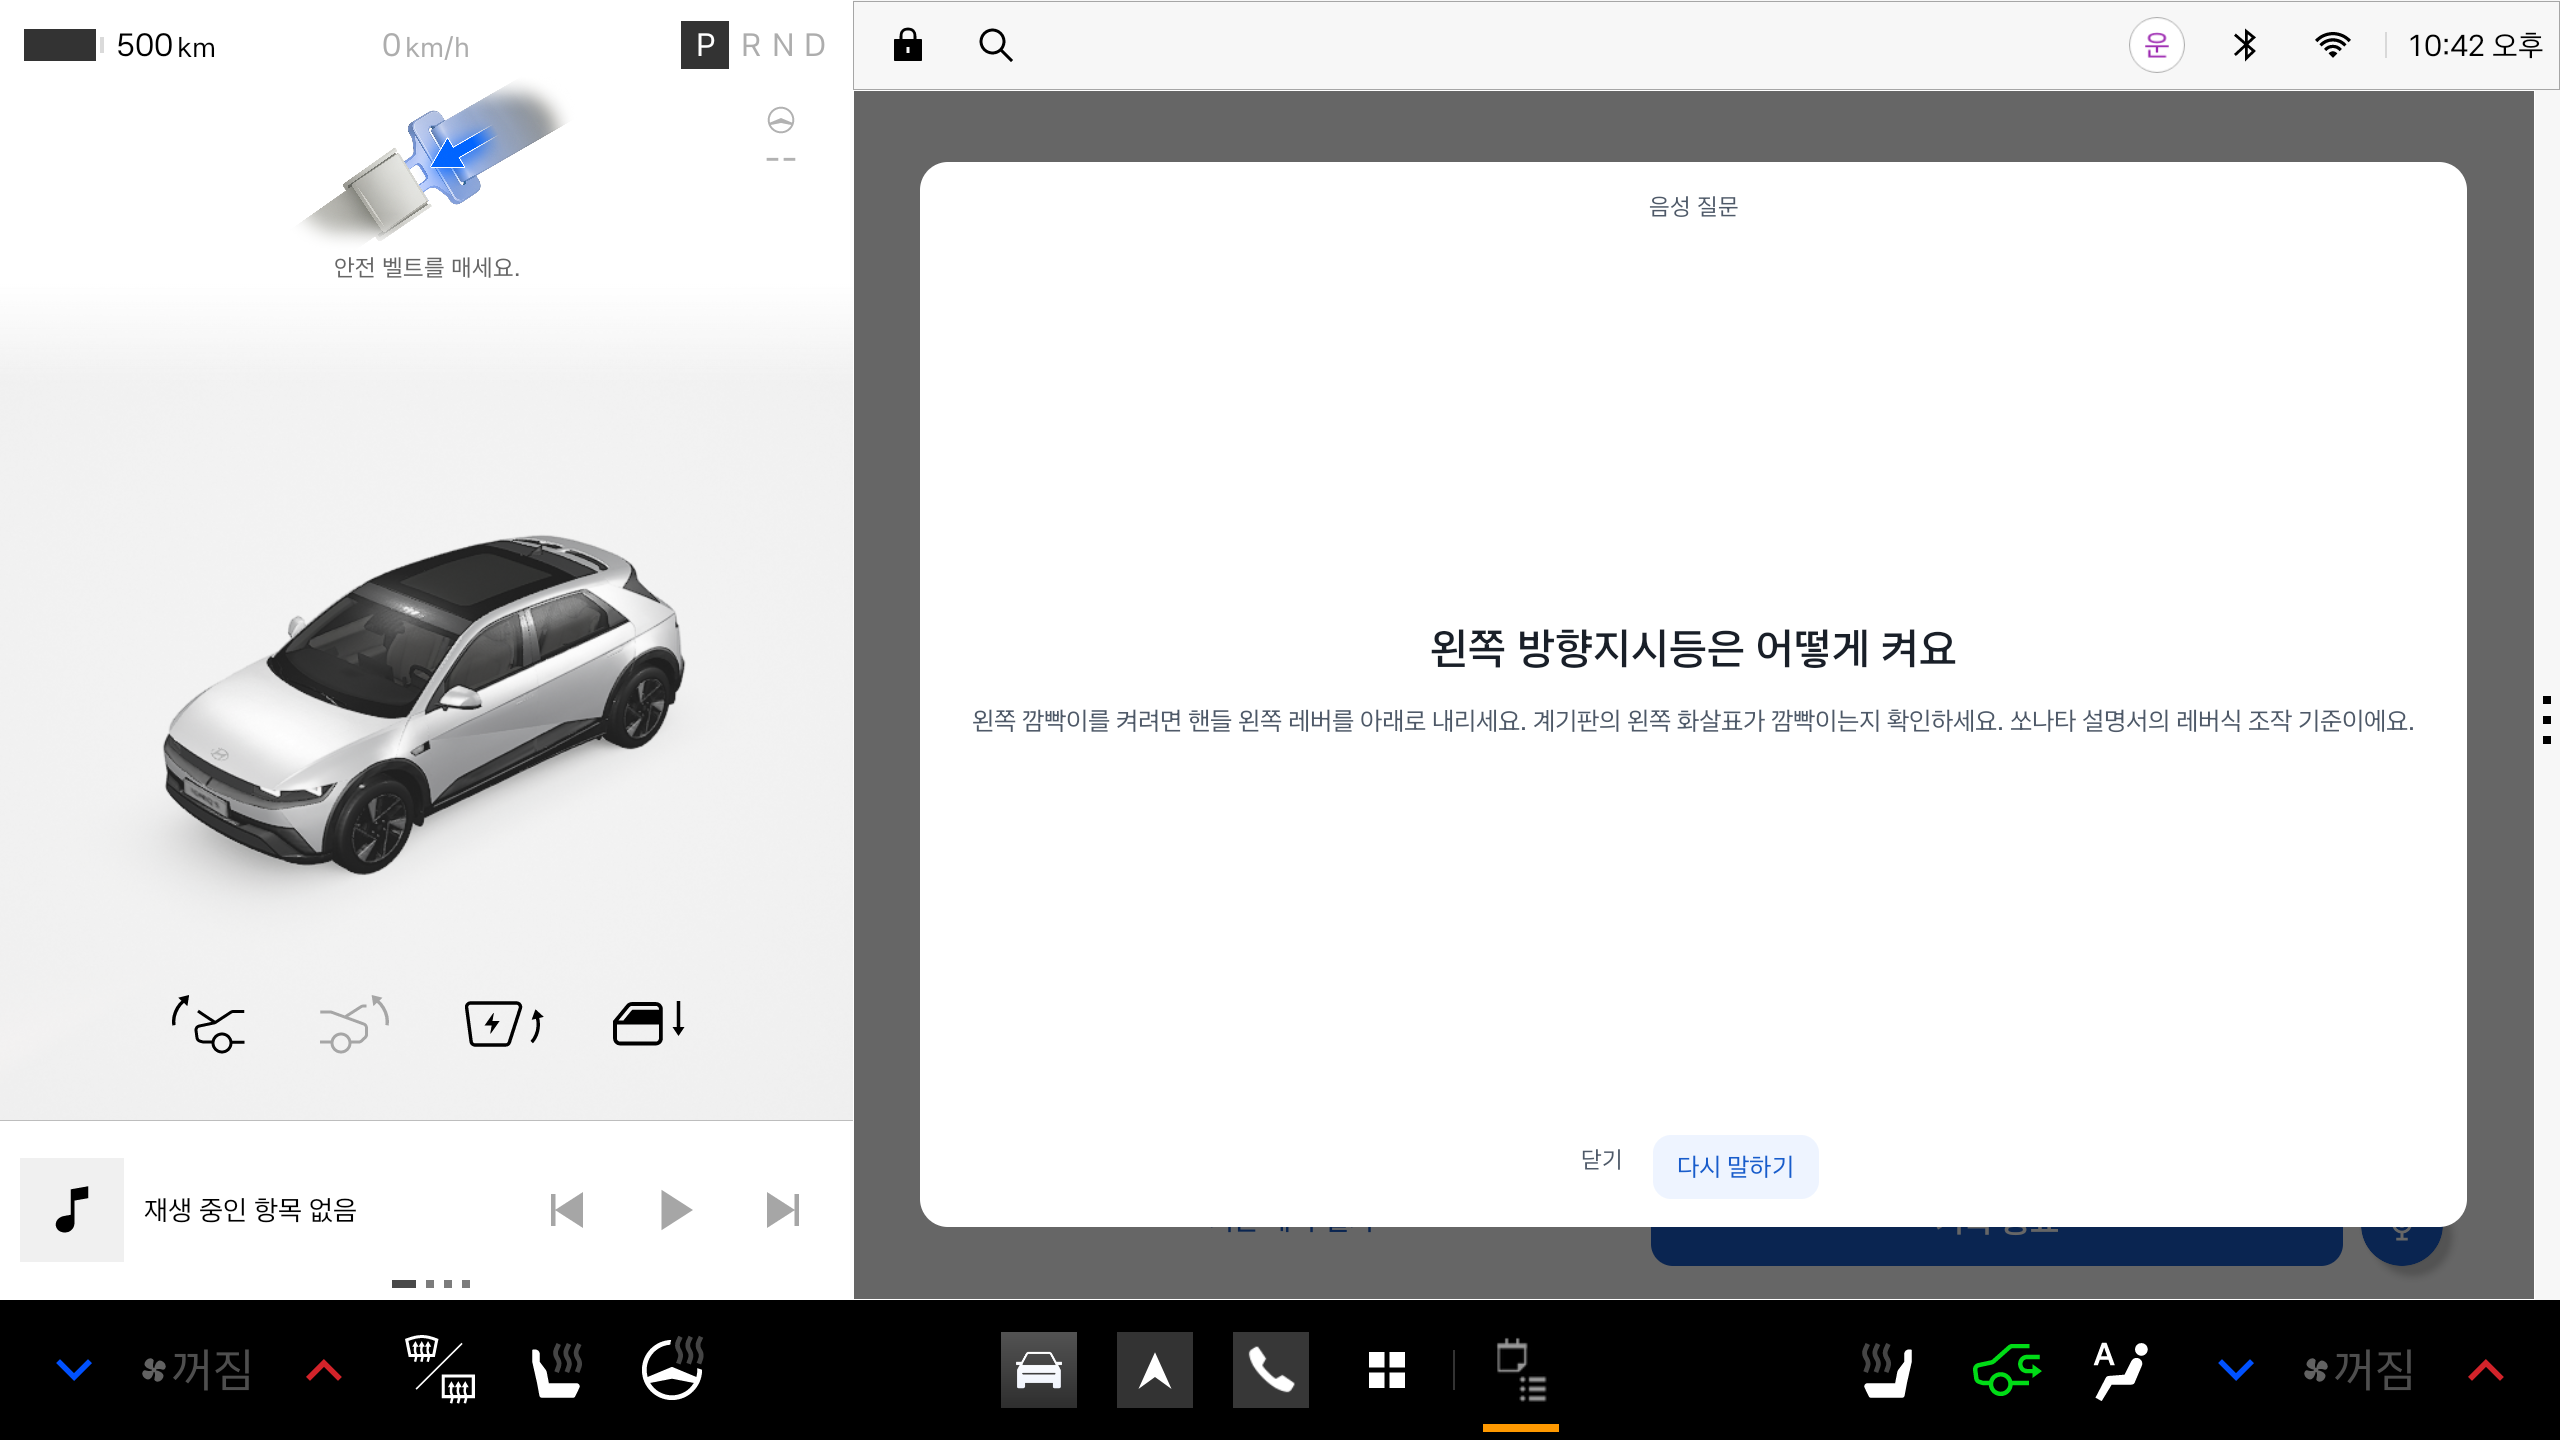 500 km
0 km/h
P R N D
10:42 오후
운
안전 벨트를 매세요.
--
음성 질문
왼쪽 방향지시등은 어떻게 켜요
왼쪽 깜빡이를 켜려면 핸들 왼쪽 레버를 아래로 내리세요. 계기판의 왼쪽 화살표가 깜빡이는지 확인하세요. 쏘나타 설명서의 레버식 조작 기준이에요.
닫기
다시 말하기
재생 중인 항목 없음
꺼짐
A
꺼짐